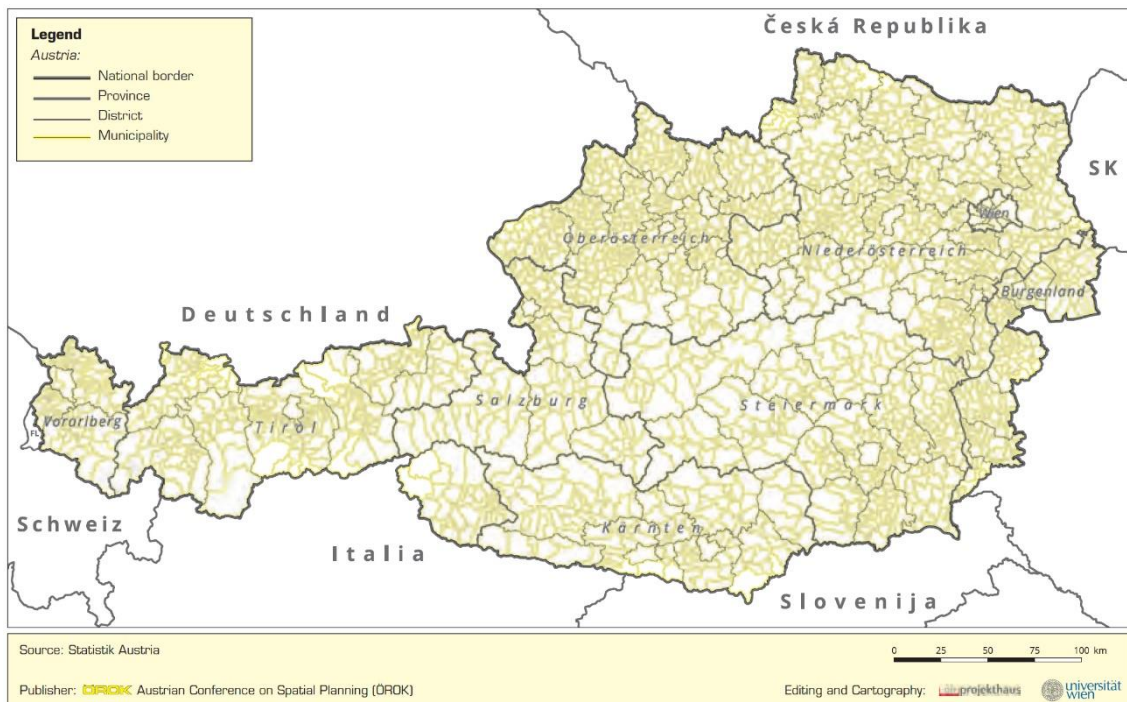 Legend
Austria:
National border
Province
District
Municipality
Česká Republika
SK
Wien
Oberösterreich
Niederösterreich
Burgenland
Deutschland
Salzburg
Steiermark
Vorarlberg
Tirol
FL
Kärnten
Schweiz
Italia
Slovenija
Source: Statistik Austria
0 25 50 75 100 km
Publisher: ÖROK Austrian Conference on Spatial Planning (ÖROK)
Editing and Cartography: projekthaus universität wien